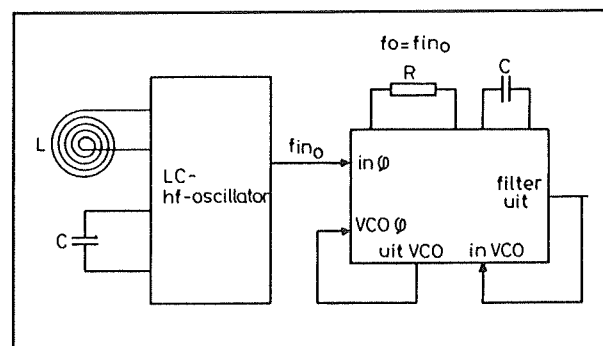 fo = fin₀
R
C
L
fin₀
LC-
hf-oscillator
in φ
filter
uit
C
VCO φ
uit VCO
in VCO